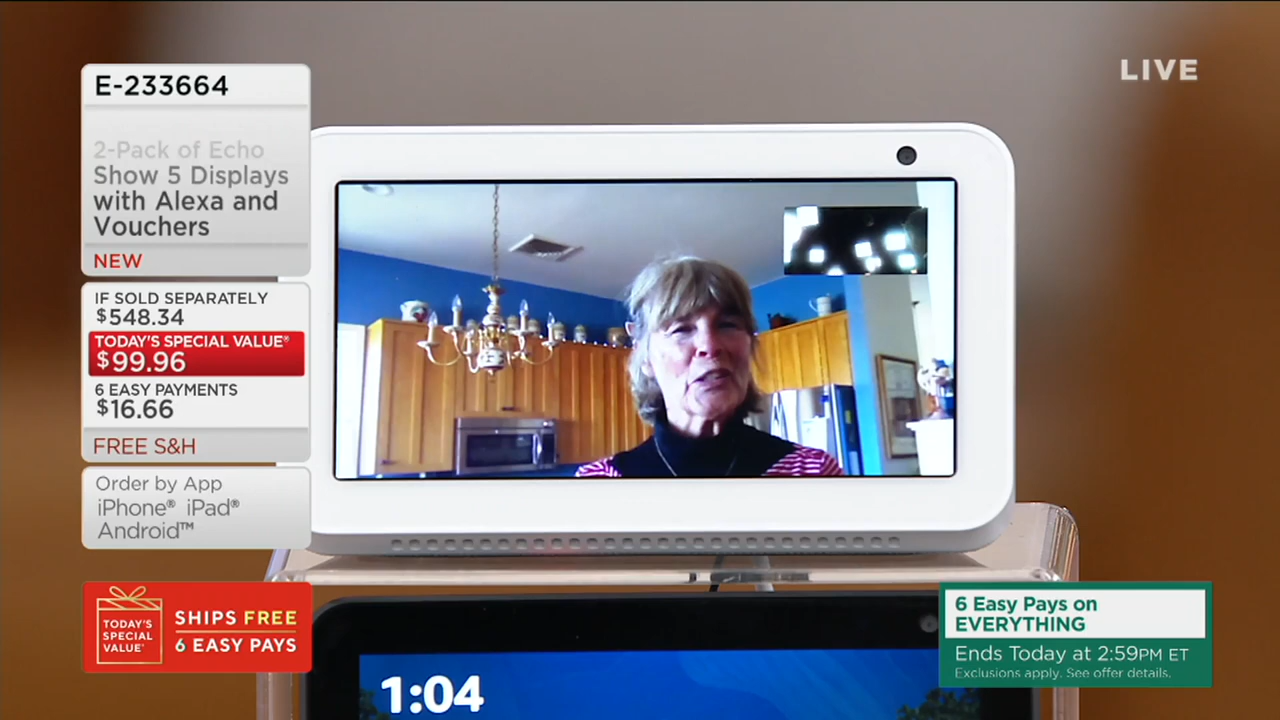 E-233664
2-Pack of Echo
Show 5 Displays
with Alexa and
Vouchers
NEW
IF SOLD SEPARATELY
$548.34
TODAY'S SPECIAL VALUE®
$99.96
6 EASY PAYMENTS
$16.66
FREE S&H
Order by App
iPhone® iPad®
Android™
TODAY'S
SPECIAL
VALUE®
SHIPS FREE
6 EASY PAYS
LIVE
1:04
6 Easy Pays on
EVERYTHING
Ends Today at 2:59PM ET
Exclusions apply. See offer details.